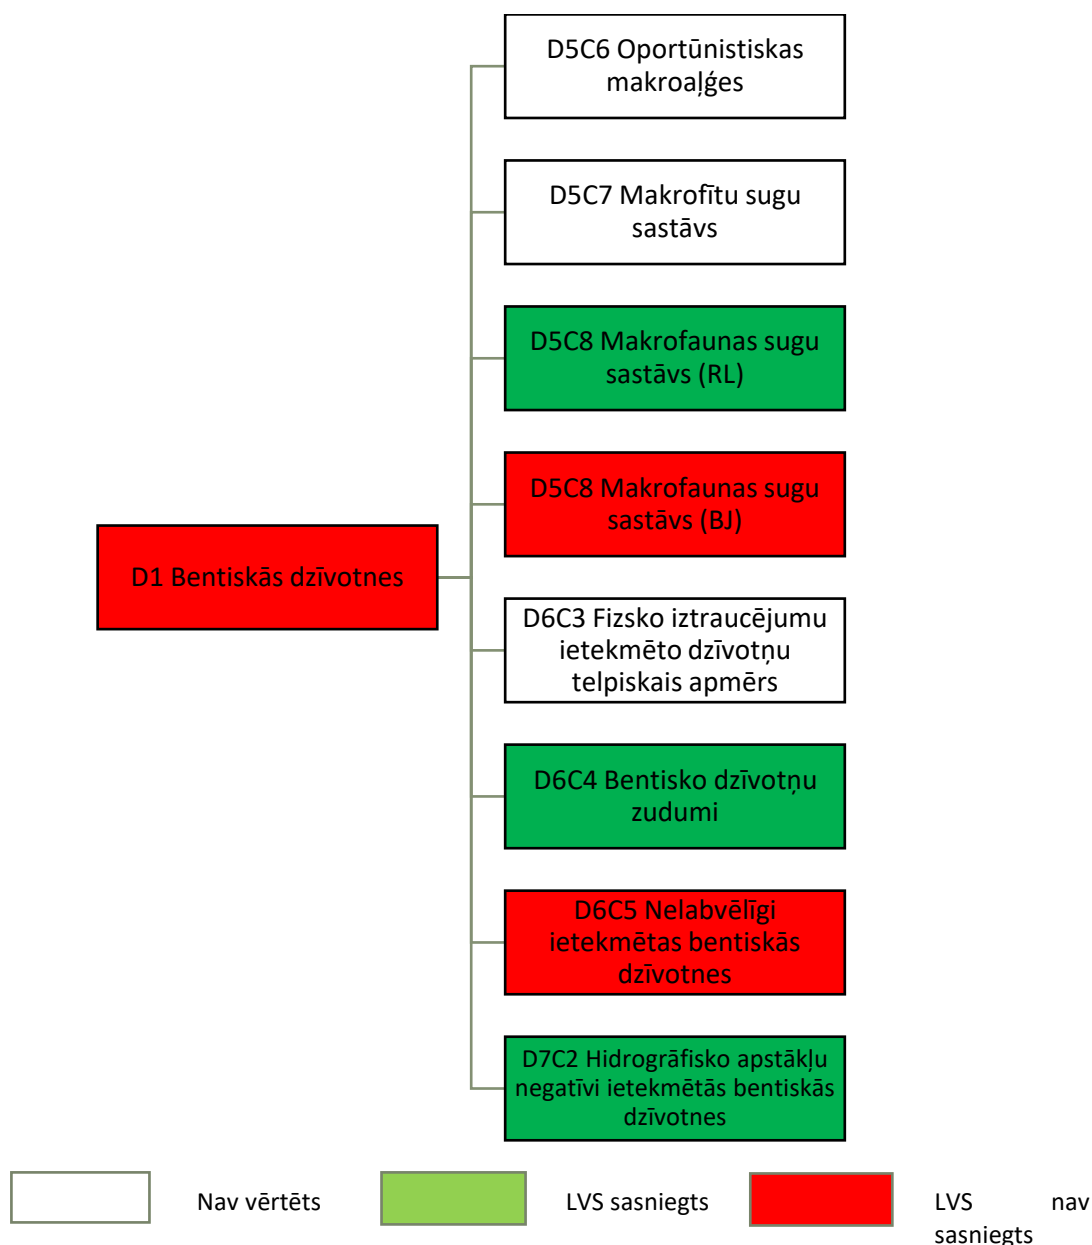 D5C6 Oportūnistiskas
makroaļģes
D5C7 Makrofītu sugu
sastāvs
D5C8 Makrofaunas sugu
sastāvs (RL)
D5C8 Makrofaunas sugu
sastāvs (BJ)
D1 Bentiskās dzīvotnes
D6C3 Fizsko iztraucējumu
ietekmēto dzīvotņu
telpiskais apmērs
D6C4 Bentisko dzīvotņu
zudumi
D6C5 Nelabvēlīgi
ietekmētas bentiskās
dzīvotnes
D7C2 Hidrogrāfisko apstākļu
negatīvi ietekmētās bentiskās
dzīvotnes
Nav vērtēts
LVS sasniegts
LVS nav
sasniegts